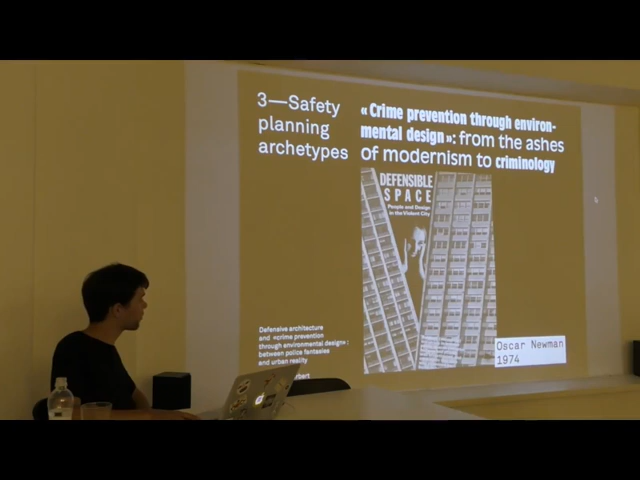 3—Safety
planning
archetypes
«Crime prevention through environ-
mental design»: from the ashes
of modernism to criminology
DEFENSIBLE
SPACE
People and Design
in the Violent City
Defensive architecture
and «crime prevention
through environmental design» :
between police fantasies
and urban reality
Oscar Newman
1974